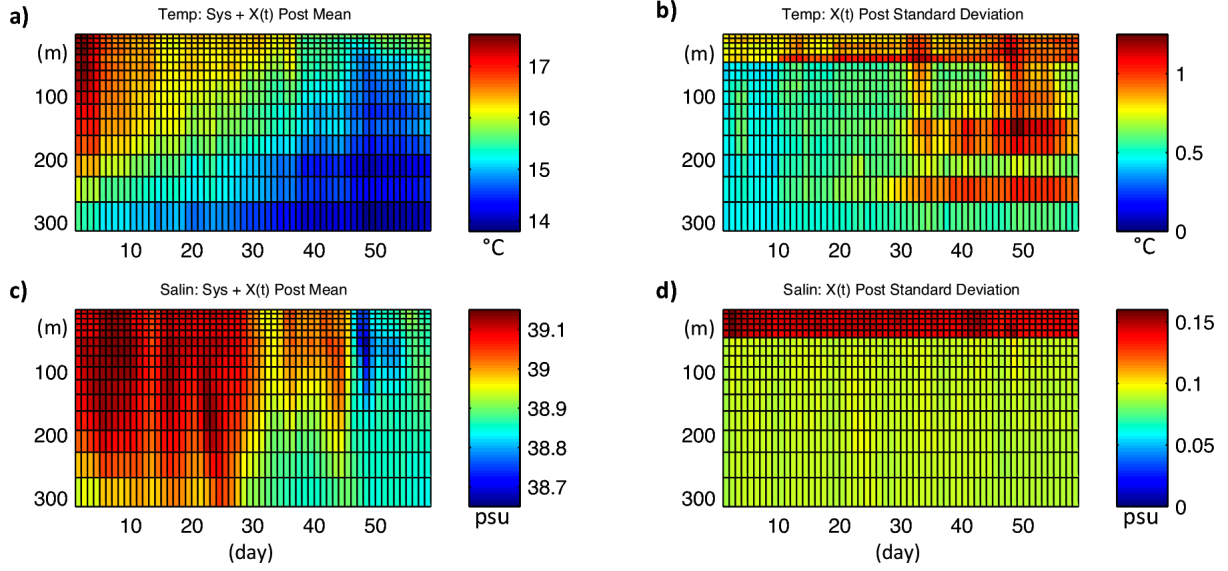 a) Temp: Sys + X(t) Post Mean
(m)
100
200
300
10 20 30 40 50
17
16
15
14
°C
b) Temp: X(t) Post Standard Deviation
(m)
100
200
300
10 20 30 40 50
1
0.5
0
°C
c) Salin: Sys + X(t) Post Mean
(m)
100
200
300
10 20 30 40 50
(day)
39.1
39
38.9
38.8
38.7
psu
d) Salin: X(t) Post Standard Deviation
(m)
100
200
300
10 20 30 40 50
(day)
0.15
0.1
0.05
0
psu